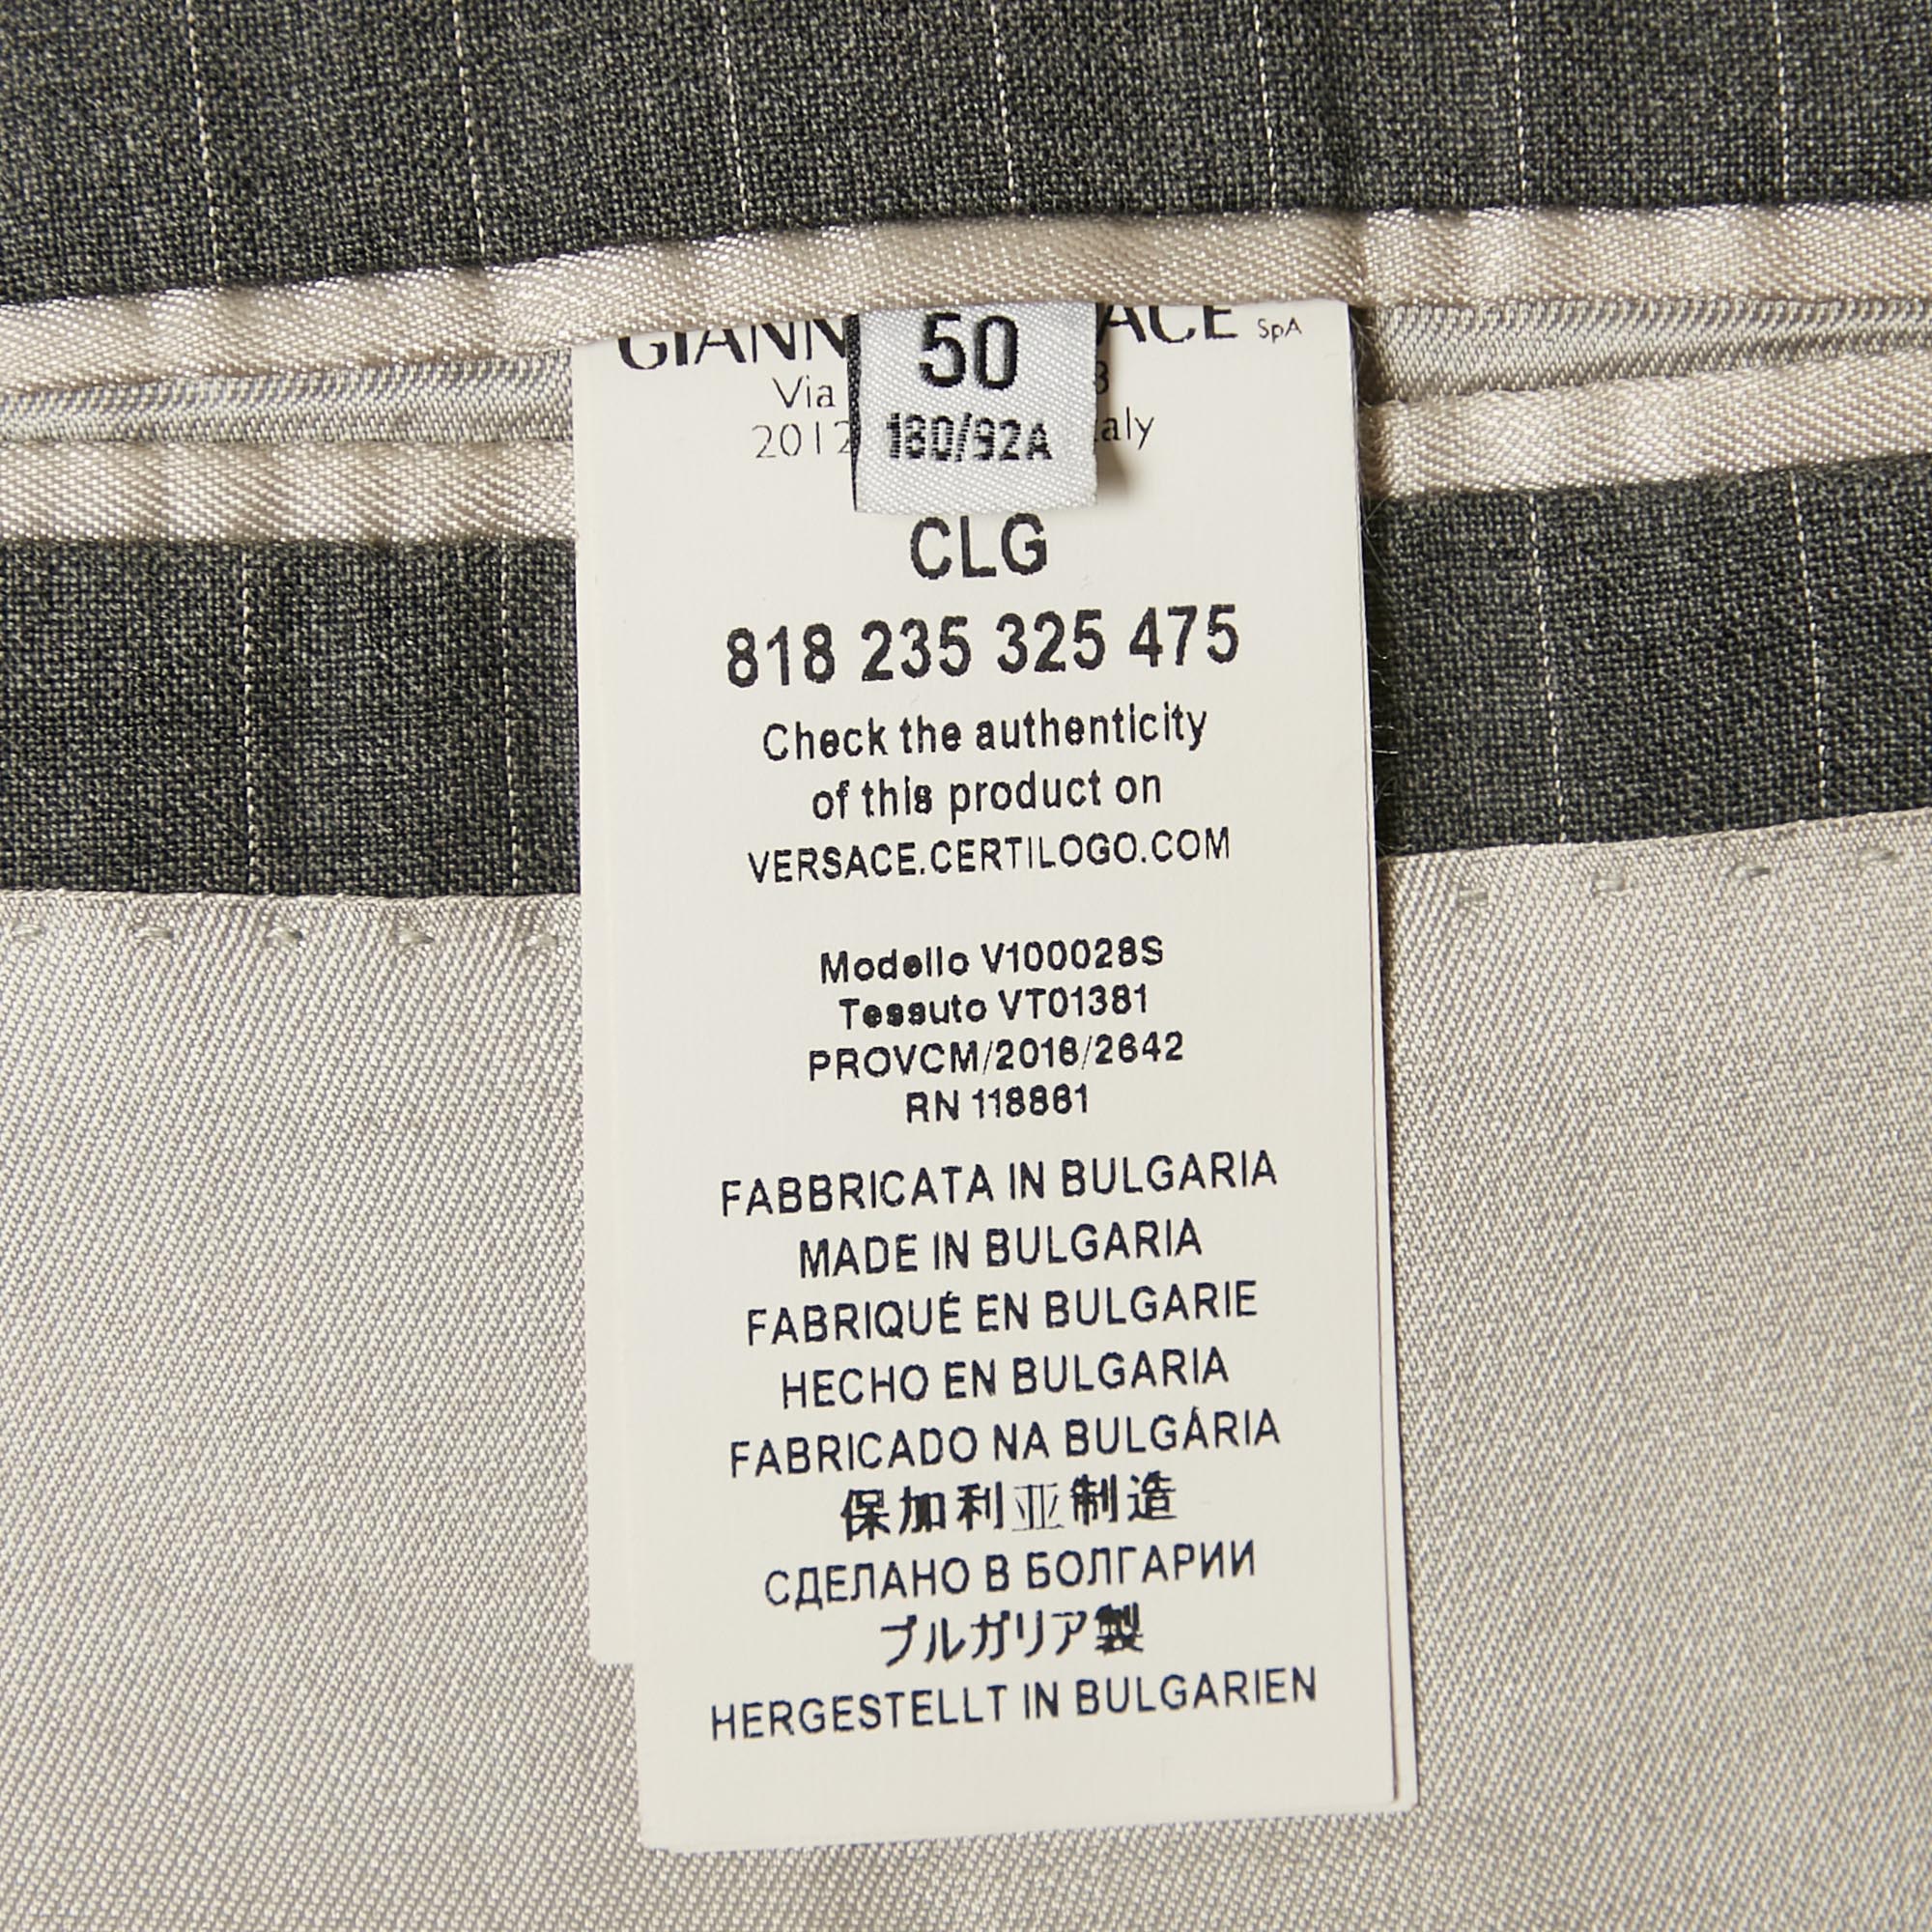 50
180/92A
SpA
Via
CLG
818 235 325 475
Check the authenticity
of this product on
VERSACE.CERTILOGO.COM
Modello V100028S
Tessuto VT01381
PROVCM/2016/2642
RN 118881
FABBRICATA IN BULGARIA
MADE IN BULGARIA
FABRIQUÉ EN BULGARIE
HECHO EN BULGARIA
FABRICADO NA BULGÁRIA
保加利亚制造
СДЕЛАНО В БОЛГАРИИ
ブルガリア製
HERGESTELLT IN BULGARIEN